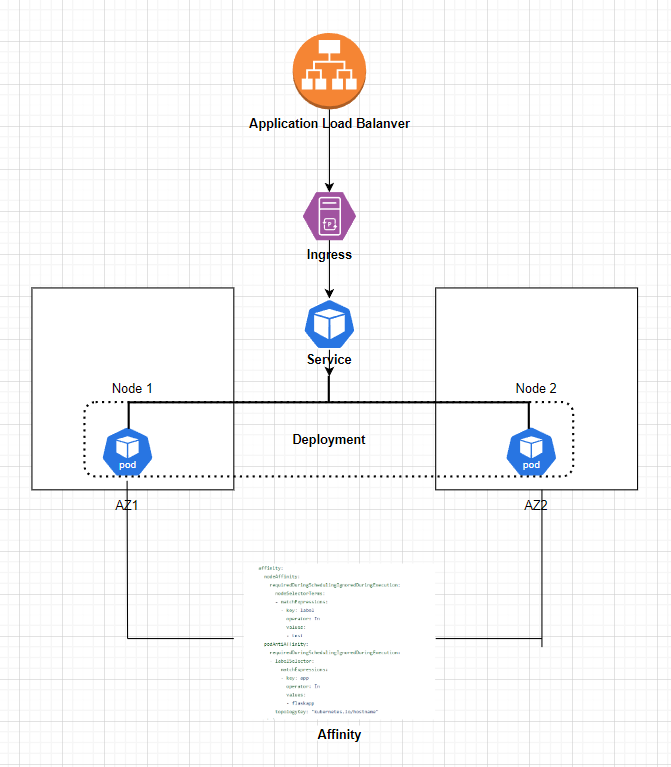 Application Load Balanver
Ingress
Service
Node 1
Node 2
Deployment
pod
pod
AZ1
AZ2
affinity:
nodeAffinity:
requiredDuringSchedulingIgnoredDuringExecution:
nodeSelectorTerms:
- matchExpressions:
- key: label
operator: In
values:
- test
podAntiAffinity:
requiredDuringSchedulingIgnoredDuringExecution:
labelSelector:
matchExpressions:
- key: app
operator: In
values:
- flaskapp
topologyKey: "kubernetes.io/hostname"
Affinity